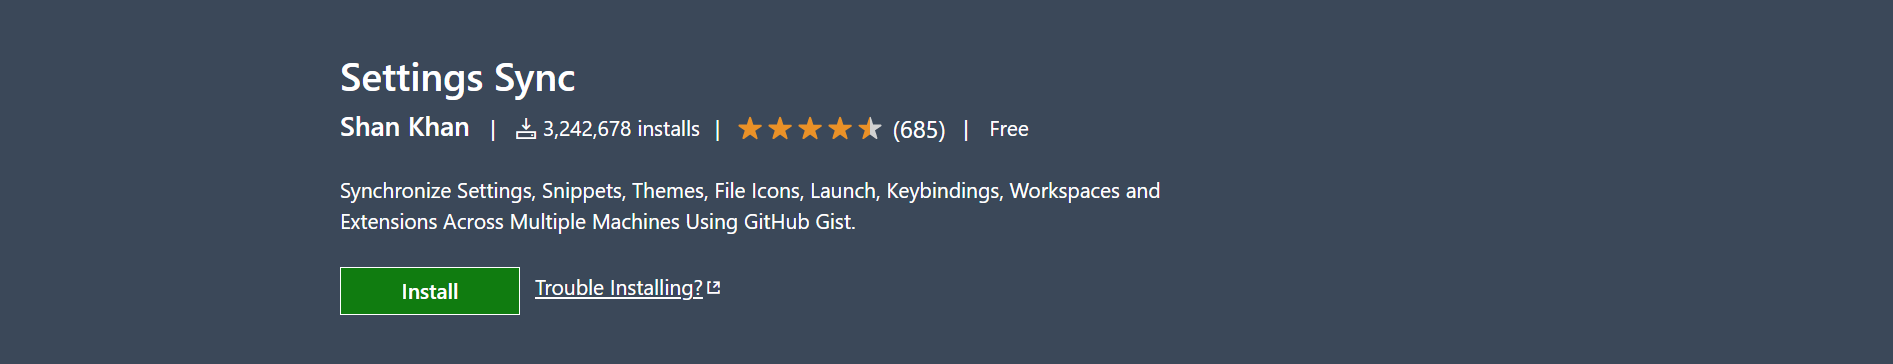 Settings Sync
Shan Khan | 3,242,678 installs | (685) | Free
Synchronize Settings, Snippets, Themes, File Icons, Launch, Keybindings, Workspaces and
Extensions Across Multiple Machines Using GitHub Gist.
Install Trouble Installing?